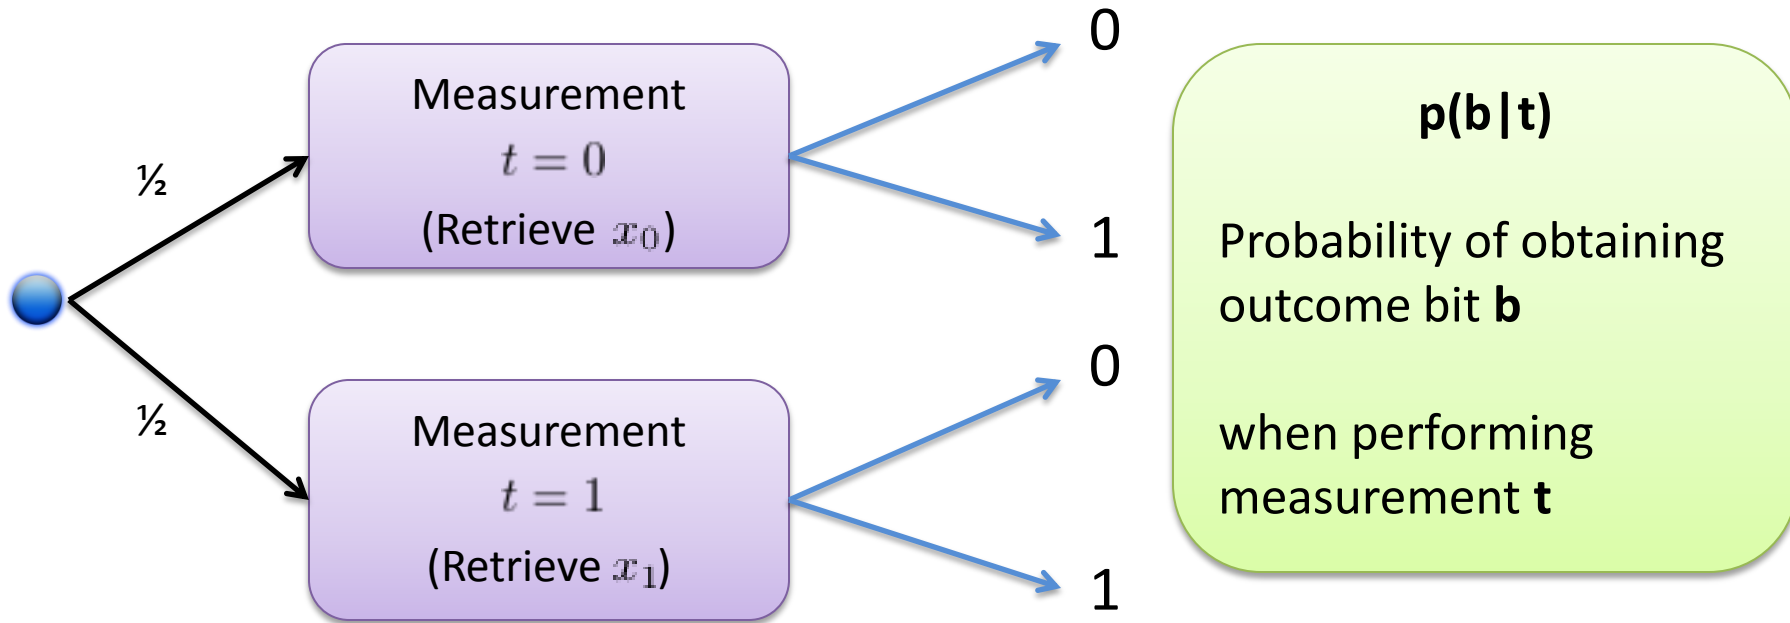 ½
½
Measurement
t = 0
(Retrieve x₀)
Measurement
t = 1
(Retrieve x₁)
0
1
0
1
p(b|t)
Probability of obtaining
outcome bit b
when performing
measurement t